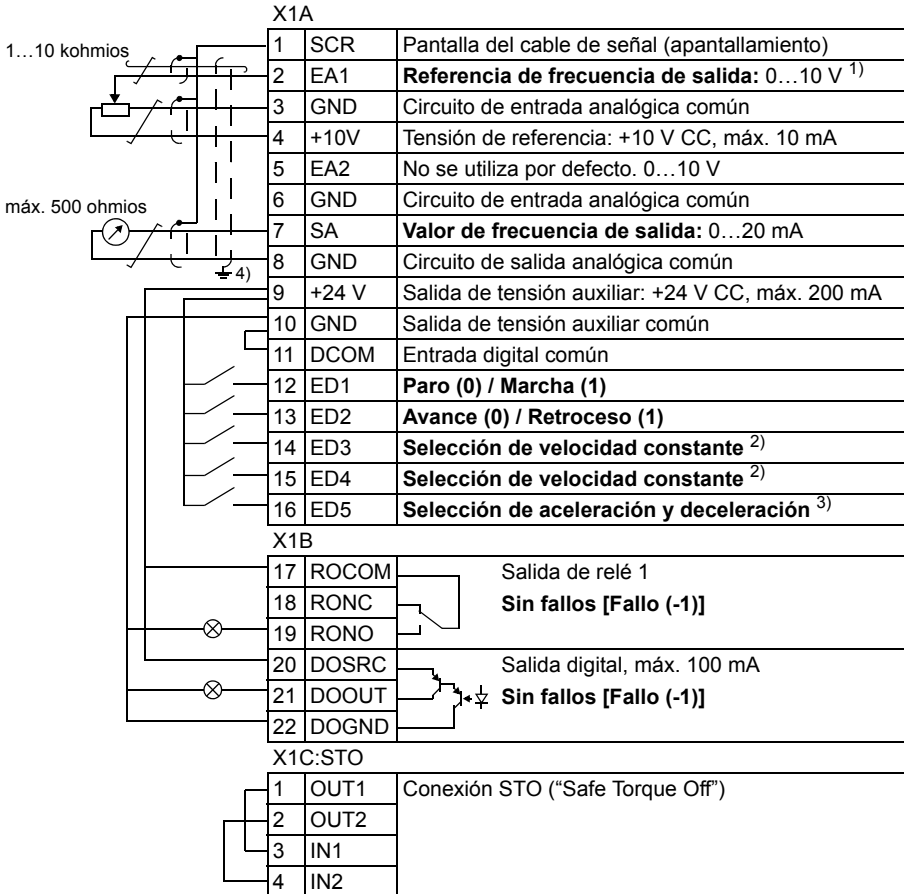 X1A
1…10 kohmios
1 SCR Pantalla del cable de señal (apantallamiento)
2 EA1 Referencia de frecuencia de salida: 0…10 V 1)
3 GND Circuito de entrada analógica común
4 +10V Tensión de referencia: +10 V CC, máx. 10 mA
5 EA2 No se utiliza por defecto. 0…10 V
6 GND Circuito de entrada analógica común
máx. 500 ohmios
7 SA Valor de frecuencia de salida: 0…20 mA
8 GND Circuito de salida analógica común
4)
9 +24 V Salida de tensión auxiliar: +24 V CC, máx. 200 mA
10 GND Salida de tensión auxiliar común
11 DCOM Entrada digital común
12 ED1 Paro (0) / Marcha (1)
13 ED2 Avance (0) / Retroceso (1)
14 ED3 Selección de velocidad constante 2)
15 ED4 Selección de velocidad constante 2)
16 ED5 Selección de aceleración y deceleración 3)
X1B
17 ROCOM Salida de relé 1
18 RONC Sin fallos [Fallo (-1)]
19 RONO
20 DOSRC Salida digital, máx. 100 mA
21 DOOUT Sin fallos [Fallo (-1)]
22 DOGND
X1C:STO
1 OUT1 Conexión STO (“Safe Torque Off”)
2 OUT2
3 IN1
4 IN2